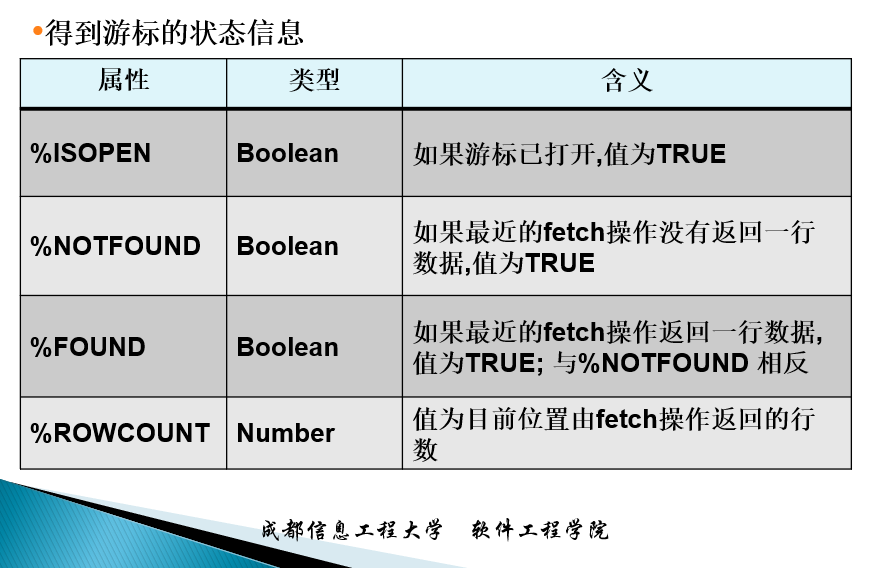 •得到游标的状态信息
属性 类型 含义
%ISOPEN Boolean 如果游标已打开,值为TRUE
%NOTFOUND Boolean 如果最近的fetch操作没有返回一行
数据,值为TRUE
%FOUND Boolean 如果最近的fetch操作返回一行数据,
值为TRUE; 与%NOTFOUND 相反
%ROWCOUNT Number 值为目前位置由fetch操作返回的行
数
成都信息工程大学 软件工程学院